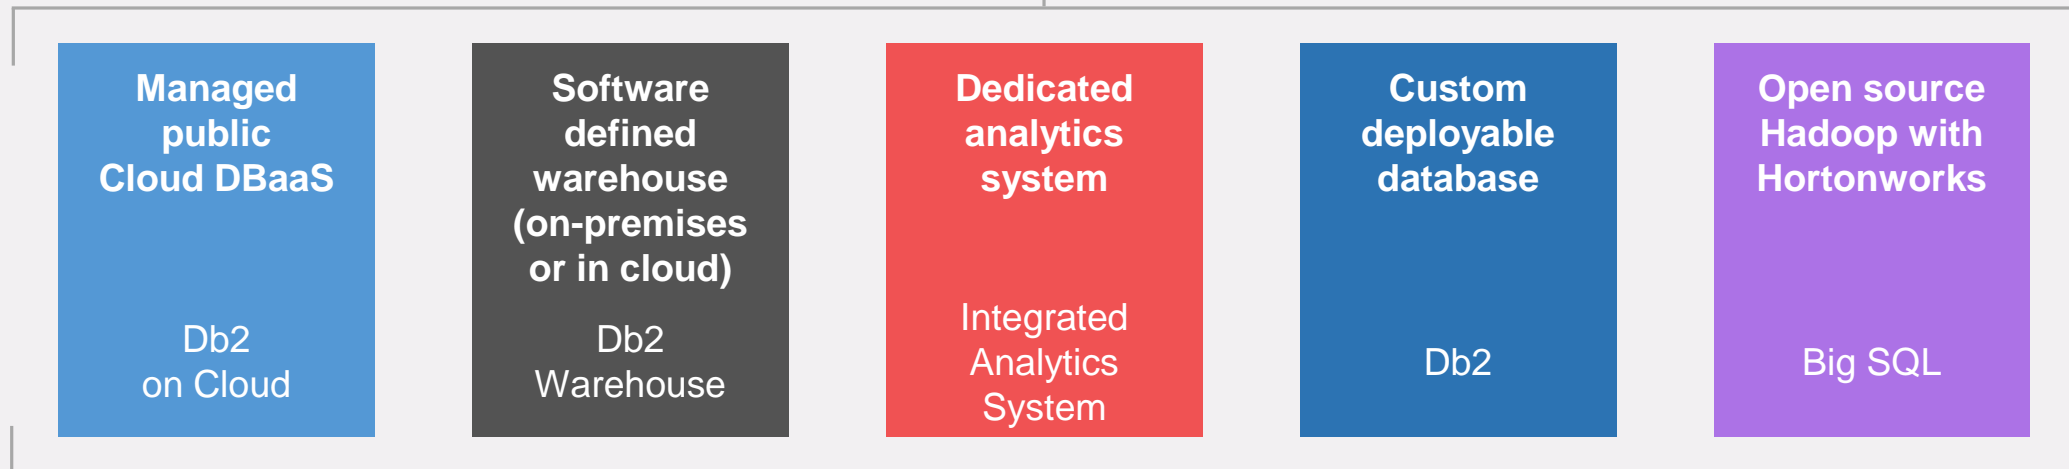 Managed
public
Cloud DBaaS
Db2
on Cloud
Software
defined
warehouse
(on-premises
or in cloud)
Db2
Warehouse
Dedicated
analytics
system
Integrated
Analytics
System
Custom
deployable
database
Db2
Open source
Hadoop with
Hortonworks
Big SQL